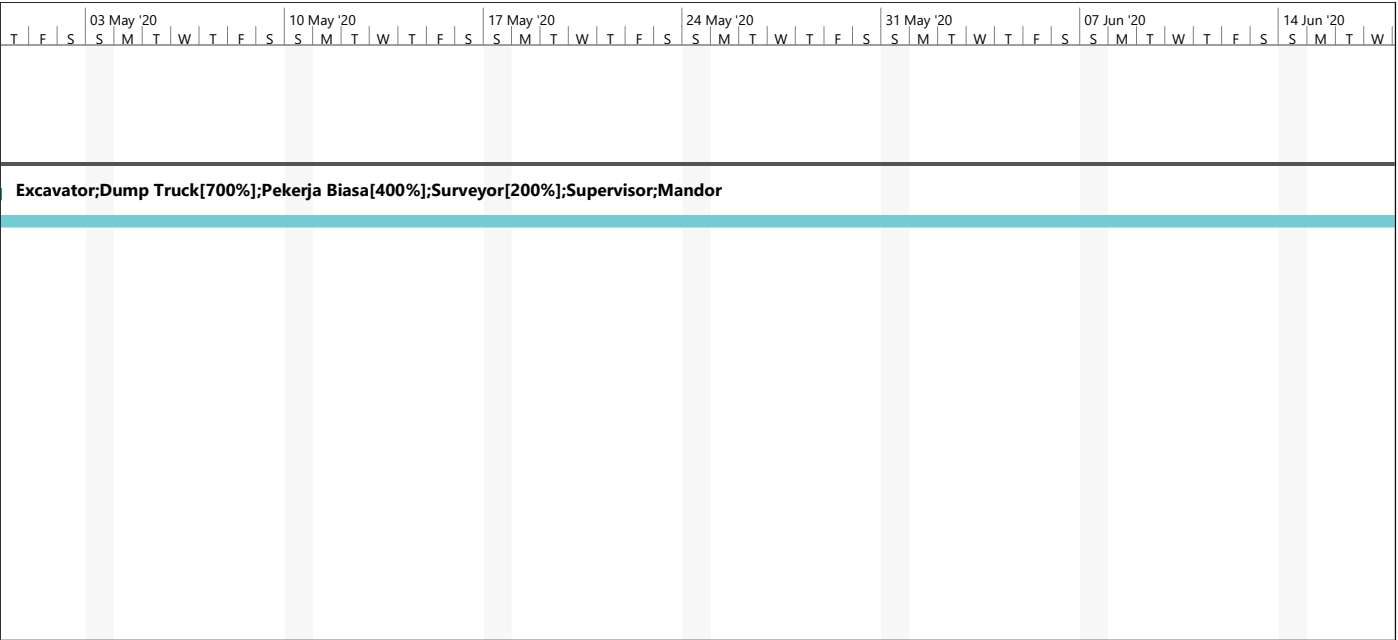 03 May '20 10 May '20 17 May '20 24 May '20 31 May '20 07 Jun '20 14 Jun '20
T F S S M T W T F S S M T W T F S S M T W T F S S M T W T F S S M T W T F S S M T W T F S S M T W
Excavator;Dump Truck[700%];Pekerja Biasa[400%];Surveyor[200%];Supervisor;Mandor